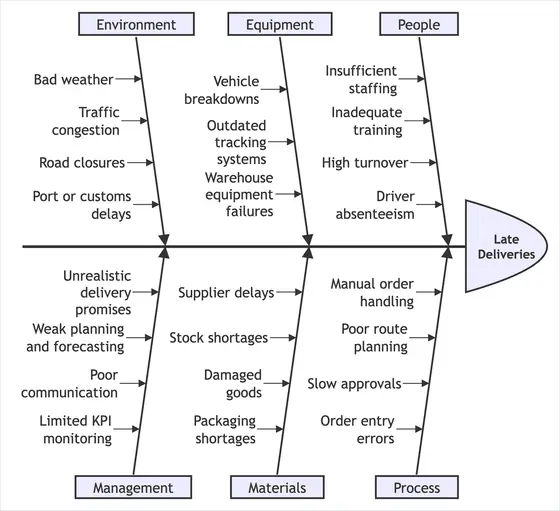 Environment
Equipment
People
Bad weather
Traffic
congestion
Road closures
Port or customs
delays
Vehicle
breakdowns
Outdated
tracking
systems
Warehouse
equipment
failures
Insufficient
staffing
Inadequate
training
High turnover
Driver
absenteeism
Late
Deliveries
Unrealistic
delivery
promises
Weak planning
and forecasting
Poor
communication
Limited KPI
monitoring
Supplier delays
Stock shortages
Damaged
goods
Packaging
shortages
Manual order
handling
Poor route
planning
Slow approvals
Order entry
errors
Management
Materials
Process